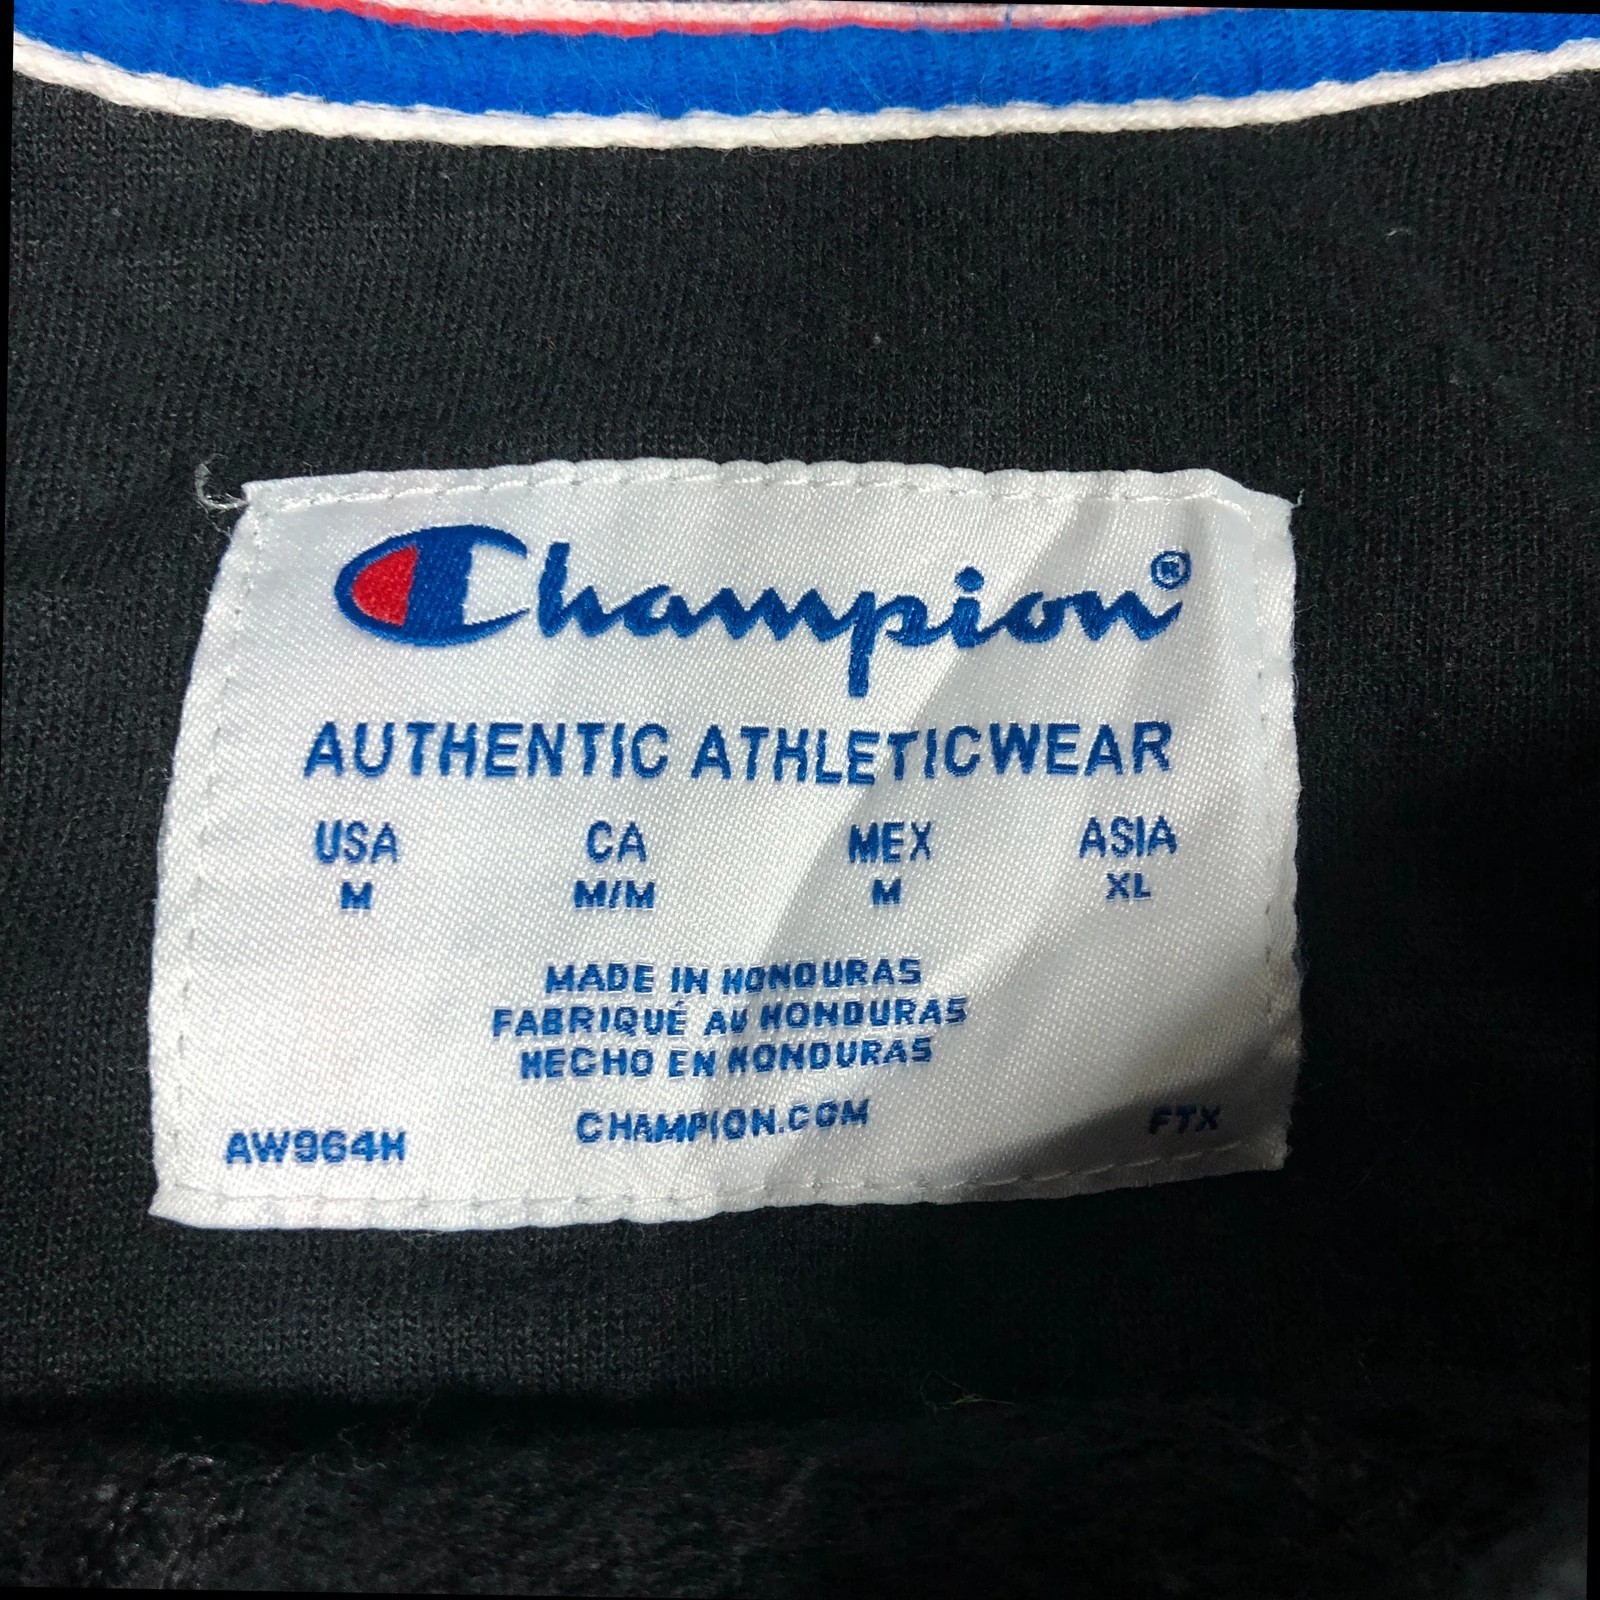 Champion®
AUTHENTIC ATHLETICWEAR
USA CA MEX ASIA
M M/M M XL
MADE IN HONDURAS
FABRIQUÉ AU HONDURAS
HECHO EN HONDURAS
AW964H CHAMPION.COM FTX